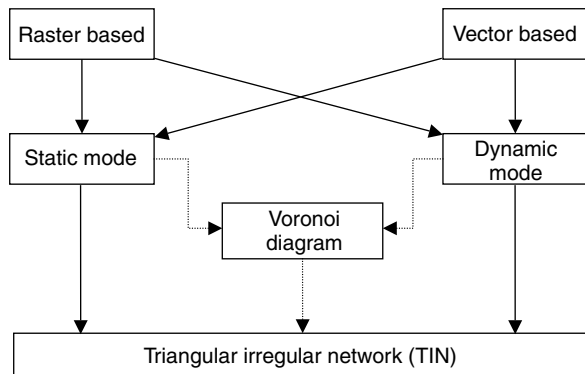 Raster based
Vector based
Static mode
Dynamic
mode
Voronoi
diagram
Triangular irregular network (TIN)